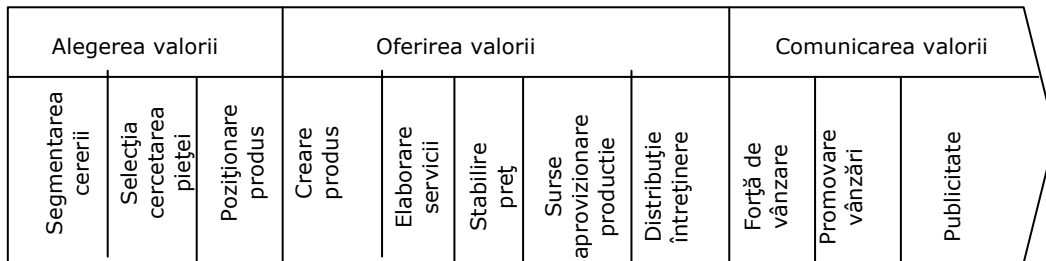 Alegerea valorii
Oferirea valorii
Comunicarea valorii
Segmentarea
cererii
Selecţia
cercetarea
pieţei
Poziţionare
produs
Creare
produs
Elaborare
servicii
Stabilire
preţ
Surse
aprovizionare
productie
Distribuţie
întreţinere
Forţă de
vânzare
Promovare
vânzări
Publicitate